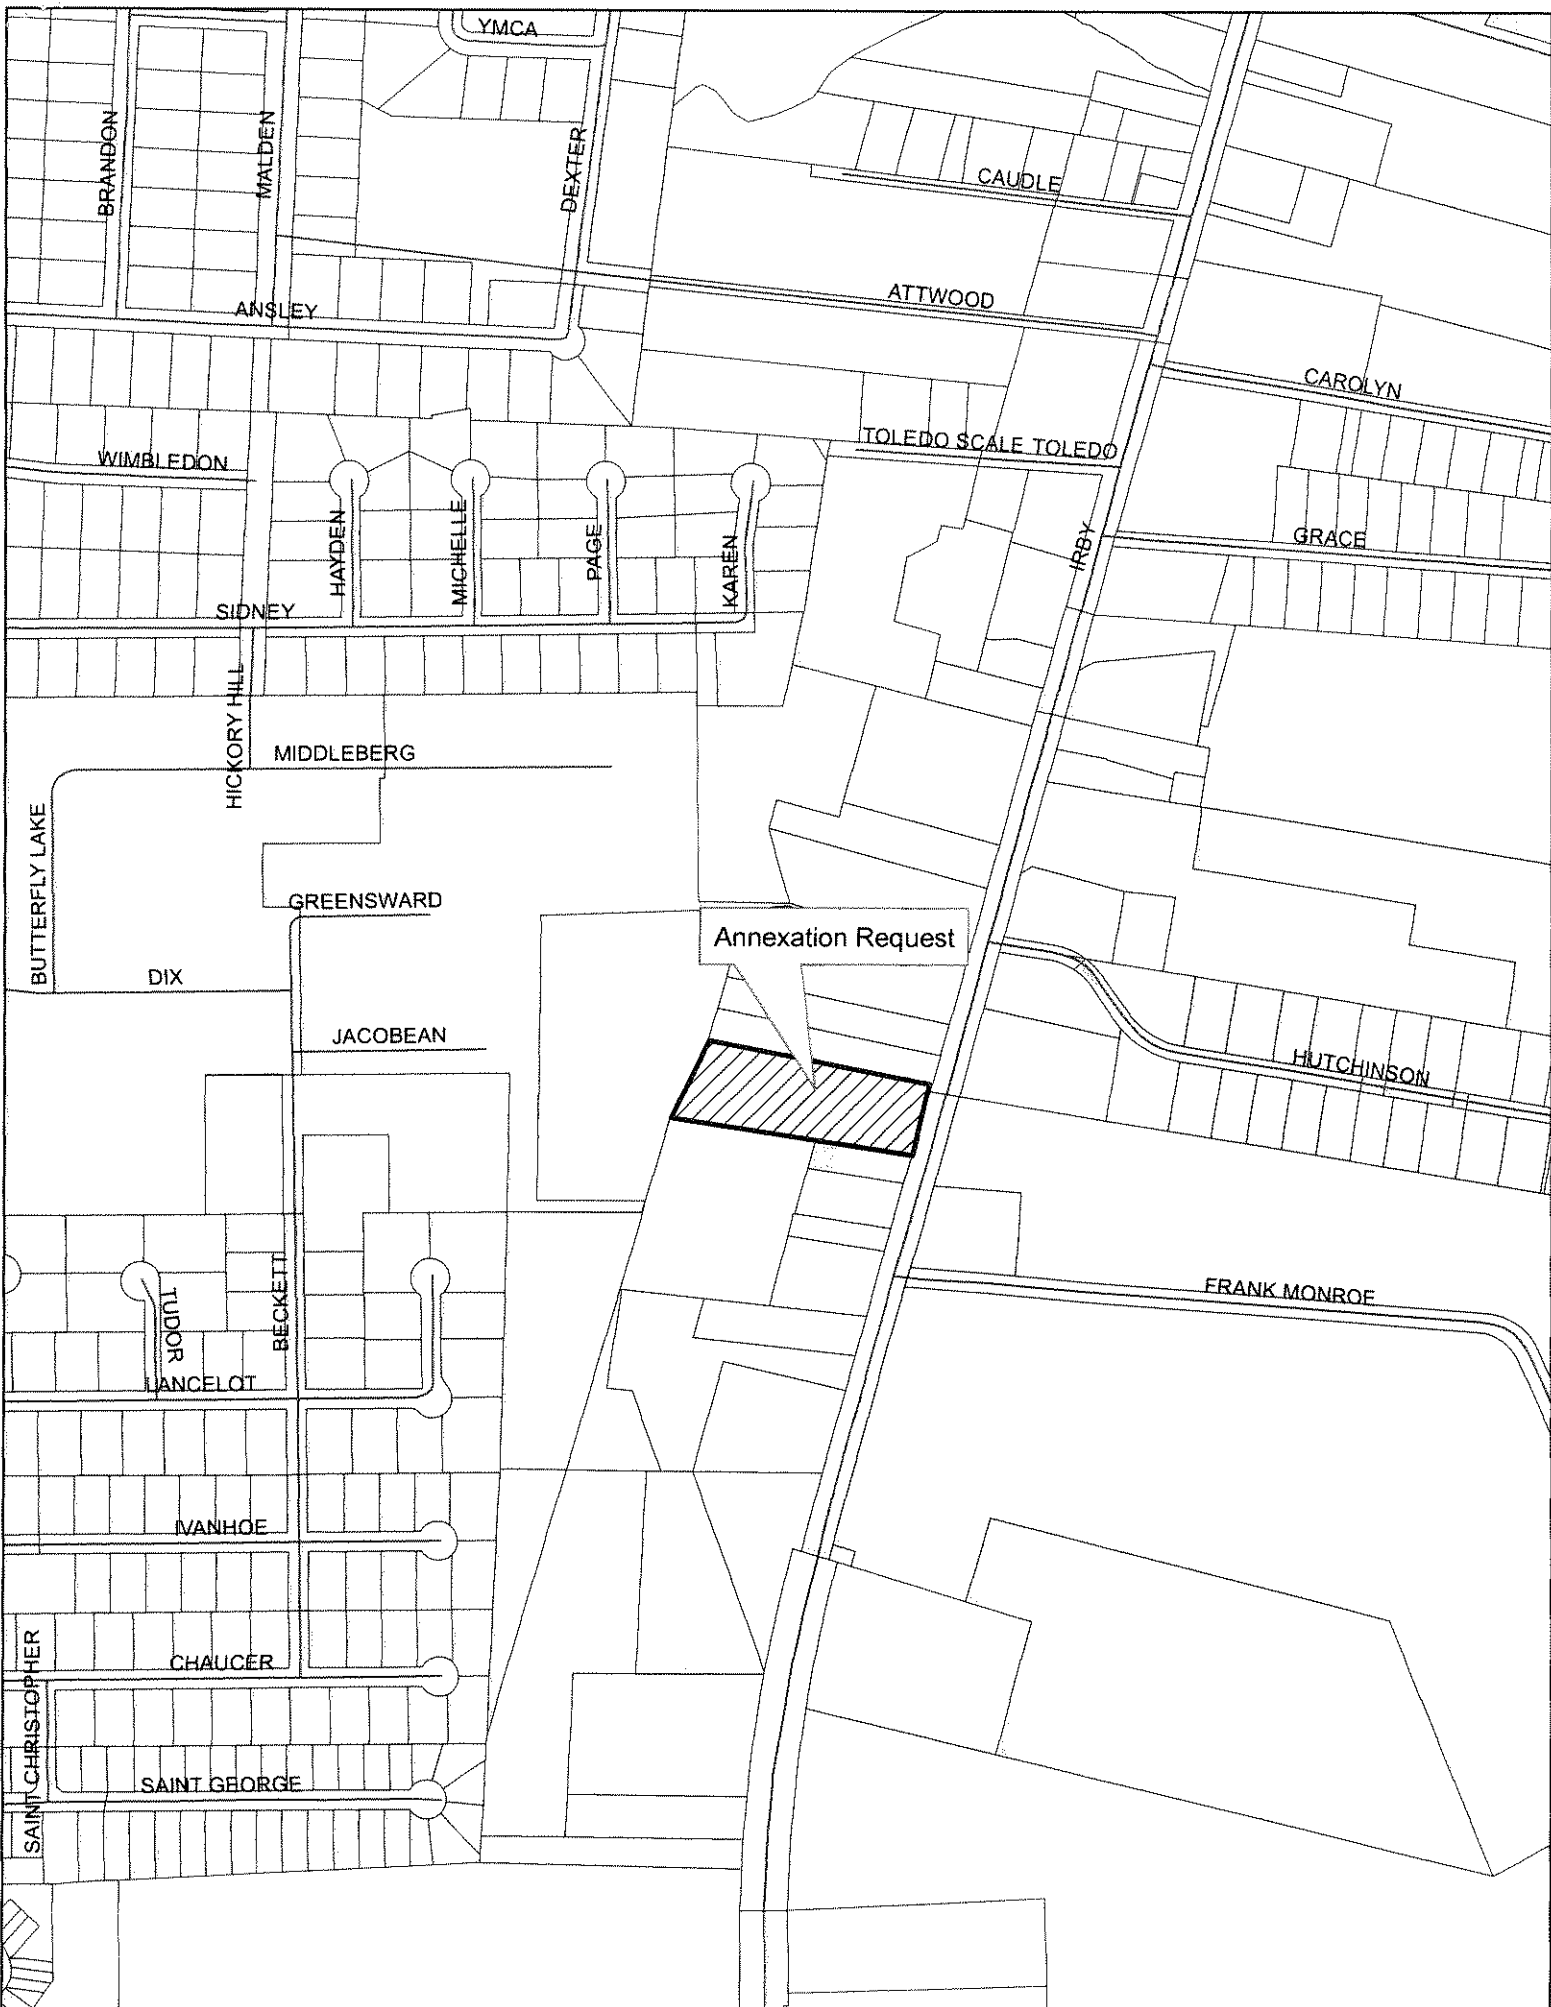 YMCA
BRANDON
MALDEN
DEXTER
CAUDLE
ANSLEY
ATTWOOD
CAROLYN
WIMBLEDON
TOLEDO SCALE TOLEDO
HAYDEN
MICHELLE
PAGE
KAREN
IRBY
GRACE
SIDNEY
HICKORY HILL
MIDDLEBERG
BUTTERFLY LAKE
GREENSWARD
Annexation Request
DIX
JACOBEAN
HUTCHINSON
TUDOR
BECKETT
FRANK MONROE
LANCELOT
IVANHOE
SAINT CHRISTOPHER
CHAUCER
SAINT GEORGE